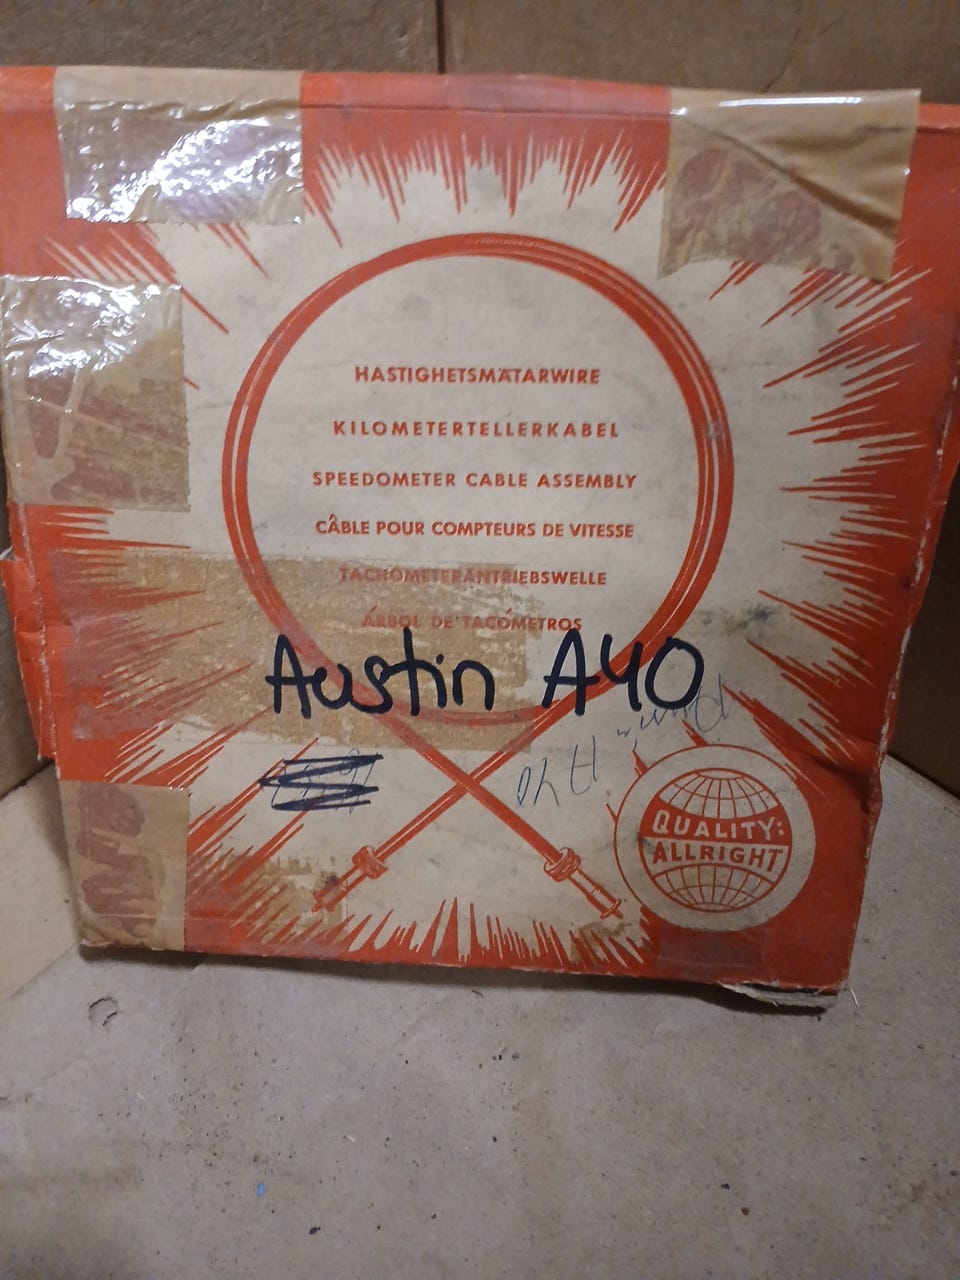 HASTIGHETSMÄTARWIRE
KILOMETERTELLERKABEL
SPEEDOMETER CABLE ASSEMBLY
CÂBLE POUR COMPTEURS DE VITESSE
TACHOMETERANTRIEBSWELLE
ÁRBOL DE TACÓMETROS
Austin A40
QUALITY:
ALLRIGHT